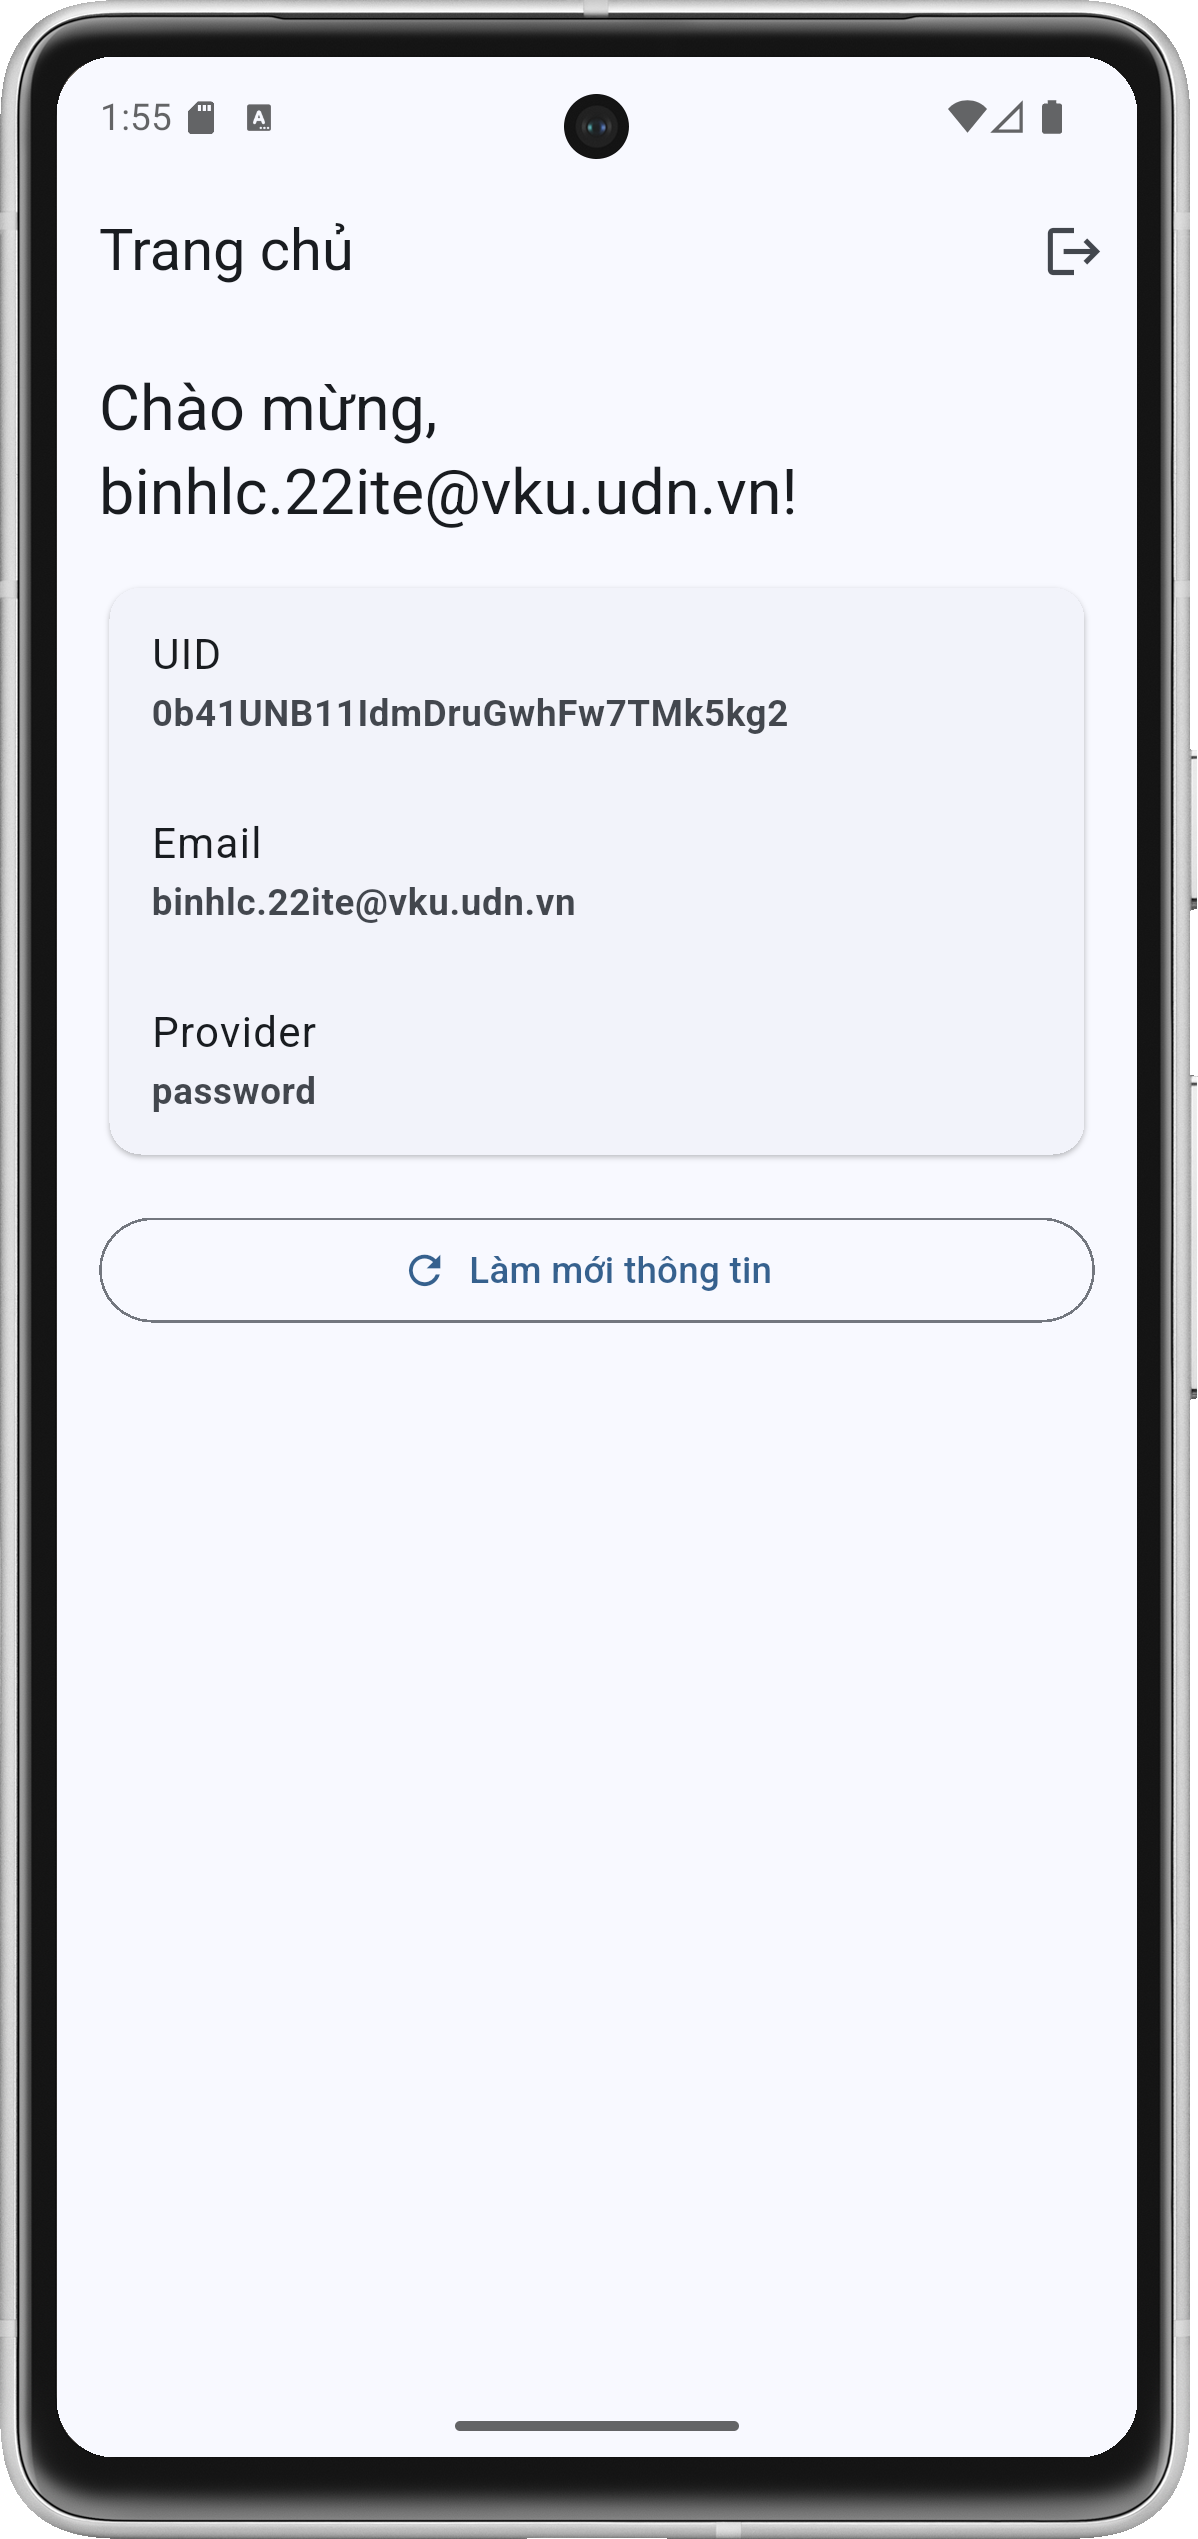 1:55
Trang chủ
Chào mừng,
binhlc.22ite@vku.udn.vn!
UID
0b41UNB11IdmDruGwhFw7TMk5kg2
Email
binhlc.22ite@vku.udn.vn
Provider
password
Làm mới thông tin